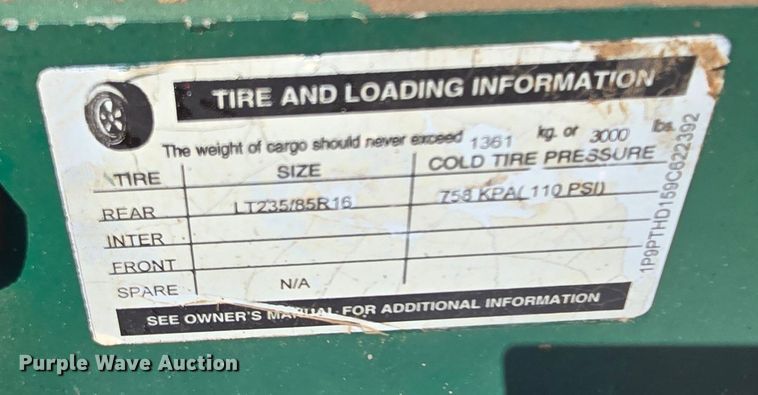 TIRE AND LOADING INFORMATION
The weight of cargo should never exceed 1361 kg. or 3000 lbs.
TIRE SIZE COLD TIRE PRESSURE
REAR LT235/85R16 758 KPA( 110 PSI)
INTER
FRONT
SPARE N/A
SEE OWNER'S MANUAL FOR ADDITIONAL INFORMATION
1P9PTHD159C622392
Purple Wave Auction